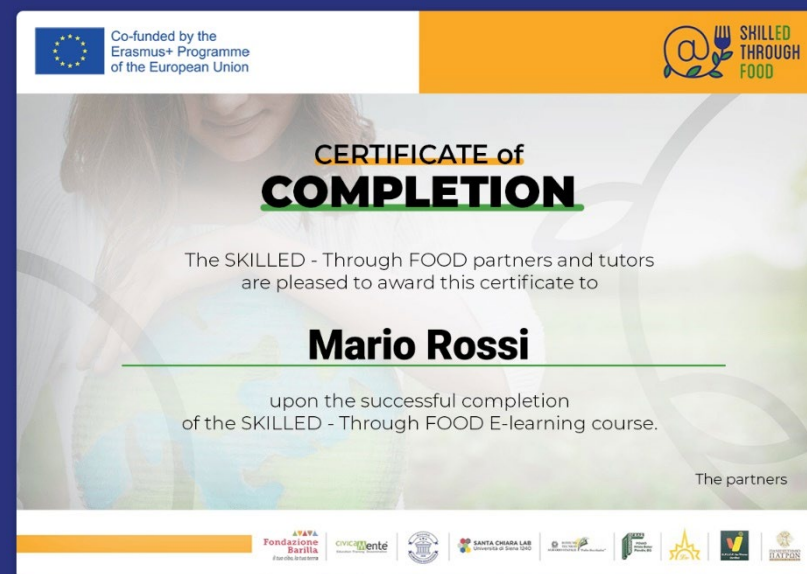 Co-funded by the
Erasmus+ Programme
of the European Union
SKILLED
THROUGH
FOOD
CERTIFICATE of
COMPLETION
The SKILLED - Through FOOD partners and tutors
are pleased to award this certificate to
Mario Rossi
upon the successful completion
of the SKILLED - Through FOOD E-learning course.
The partners
Fondazione
Barilla
civicamente
SANTA CHIARA LAB
Università di Siena 1240
ΠΑΤΡΩΝ